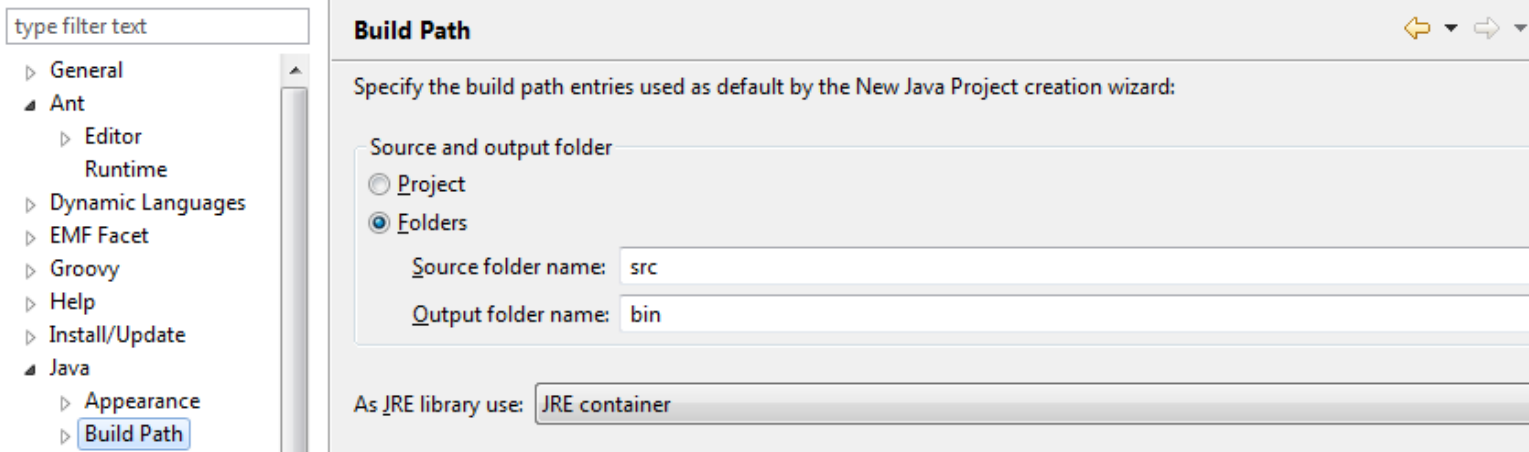 type filter text
General
Ant
Editor
Runtime
Dynamic Languages
EMF Facet
Groovy
Help
Install/Update
Java
Appearance
Build Path
Build Path
Specify the build path entries used as default by the New Java Project creation wizard:
Source and output folder
Project
Folders
Source folder name: src
Output folder name: bin
As JRE library use: JRE container